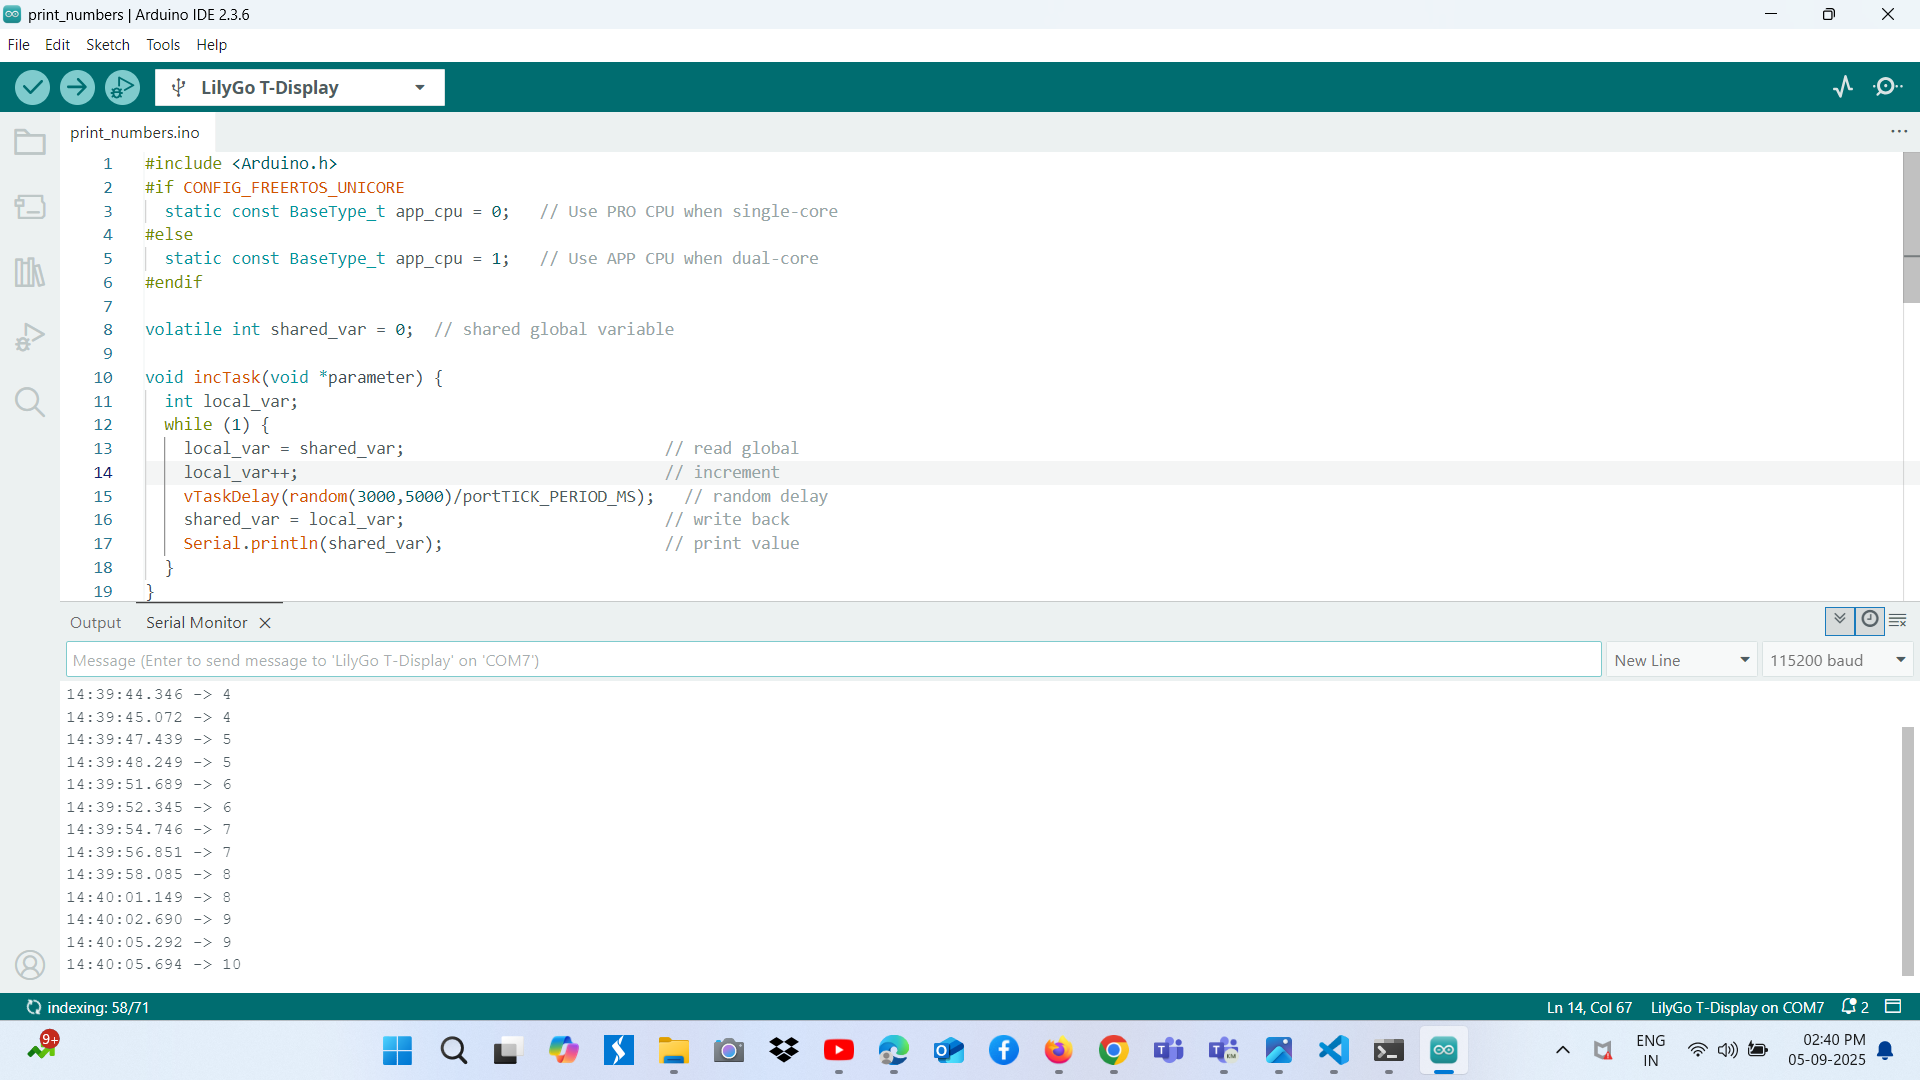 print_numbers | Arduino IDE 2.3.6
File Edit Sketch Tools Help
LilyGo T-Display
print_numbers.ino
1 #include <Arduino.h>
2 #if CONFIG_FREERTOS_UNICORE
3 static const BaseType_t app_cpu = 0; // Use PRO CPU when single-core
4 #else
5 static const BaseType_t app_cpu = 1; // Use APP CPU when dual-core
6 #endif
7
8 volatile int shared_var = 0; // shared global variable
9
10 void incTask(void *parameter) {
11 int local_var;
12 while (1) {
13 local_var = shared_var; // read global
14 local_var++; // increment
15 vTaskDelay(random(3000,5000)/portTICK_PERIOD_MS); // random delay
16 shared_var = local_var; // write back
17 Serial.println(shared_var); // print value
18 }
19 }
Output Serial Monitor
Message (Enter to send message to 'LilyGo T-Display' on 'COM7') New Line 115200 baud
14:39:44.346 -> 4
14:39:45.072 -> 4
14:39:47.439 -> 5
14:39:48.249 -> 5
14:39:51.689 -> 6
14:39:52.345 -> 6
14:39:54.746 -> 7
14:39:56.851 -> 7
14:39:58.085 -> 8
14:40:01.149 -> 8
14:40:02.690 -> 9
14:40:05.292 -> 9
14:40:05.694 -> 10
indexing: 58/71 Ln 14, Col 67 LilyGo T-Display on COM7 2
9+ ENG 02:40 PM
IN 05-09-2025